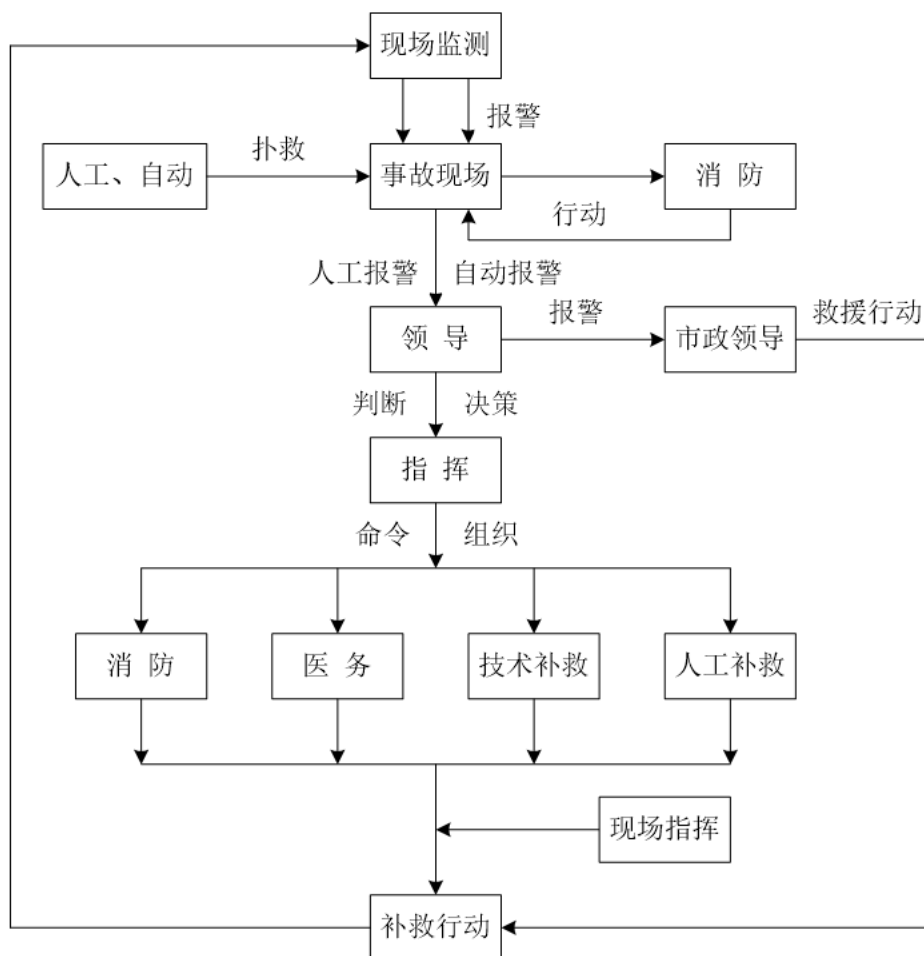 现场监测
报警
扑救
人工、自动
事故现场
消 防
行动
人工报警
自动报警
领 导
报警
市政领导
救援行动
判断
决策
指 挥
命令
组织
消 防
医 务
技术补救
人工补救
现场指挥
补救行动